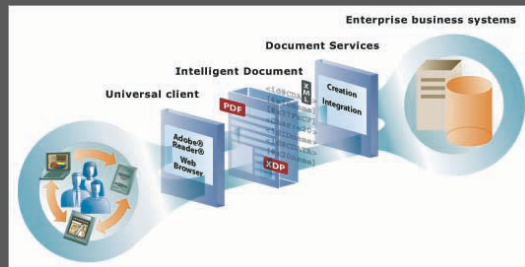 Enterprise business systems
Document Services
Intelligent Document
Universal client
XML
Creation
Integration
PDF
Adobe®
Reader®
Web
Browser
XDP